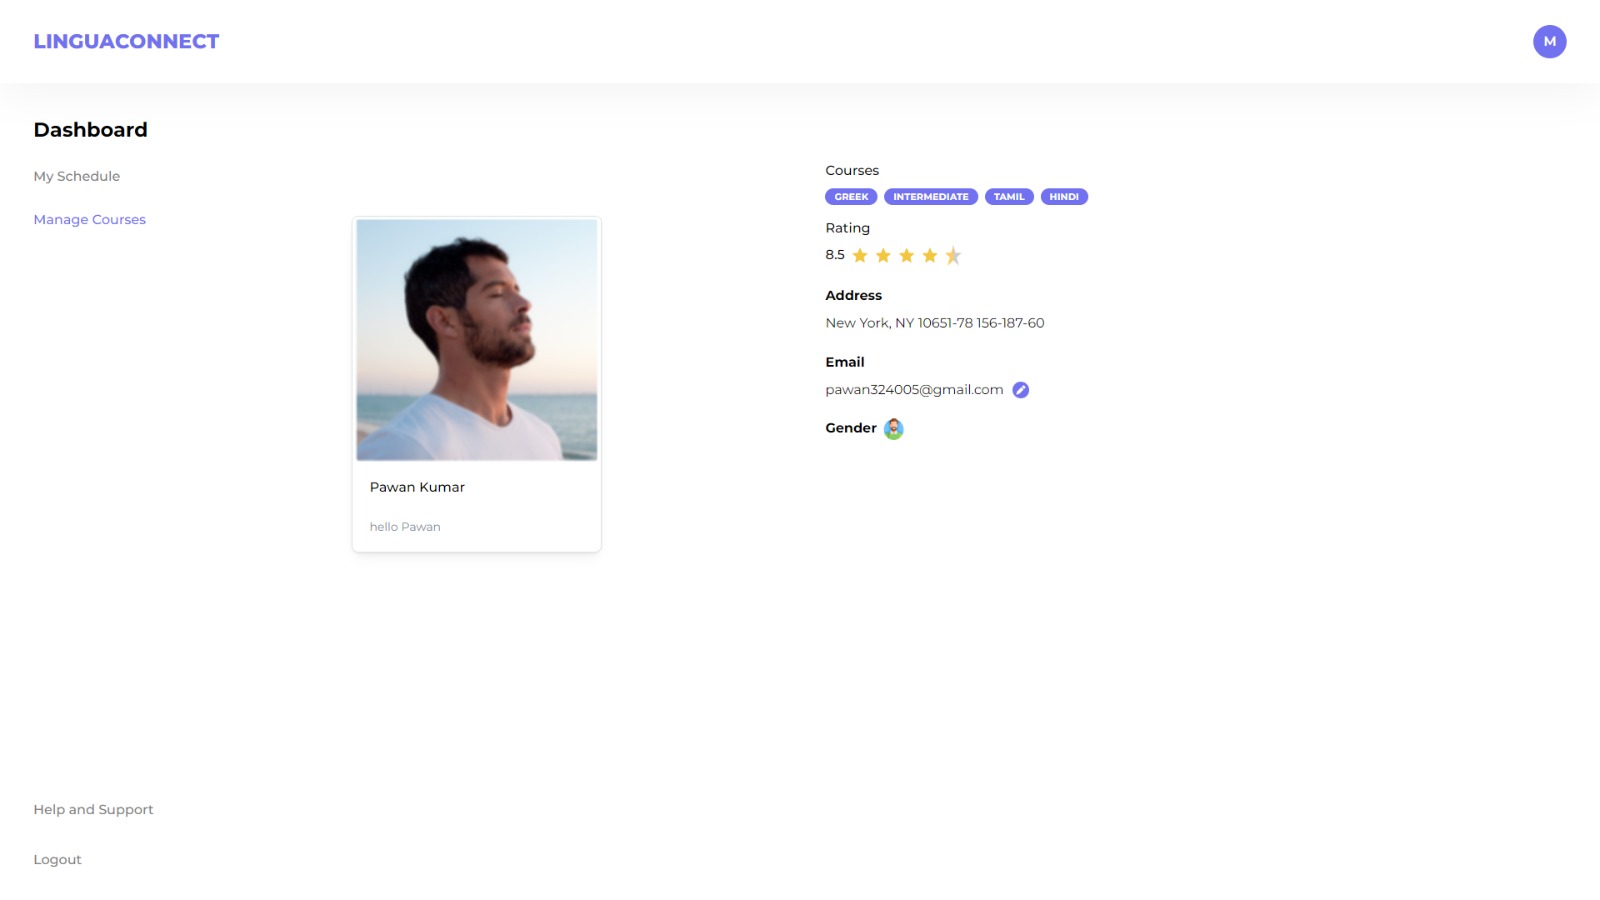 LINGUACONNECT
M
Dashboard
My Schedule
Manage Courses
Pawan Kumar
hello Pawan
Courses
GREEK INTERMEDIATE TAMIL HINDI
Rating
8.5
Address
New York, NY 10651-78 156-187-60
Email
pawan324005@gmail.com
Gender
Help and Support
Logout